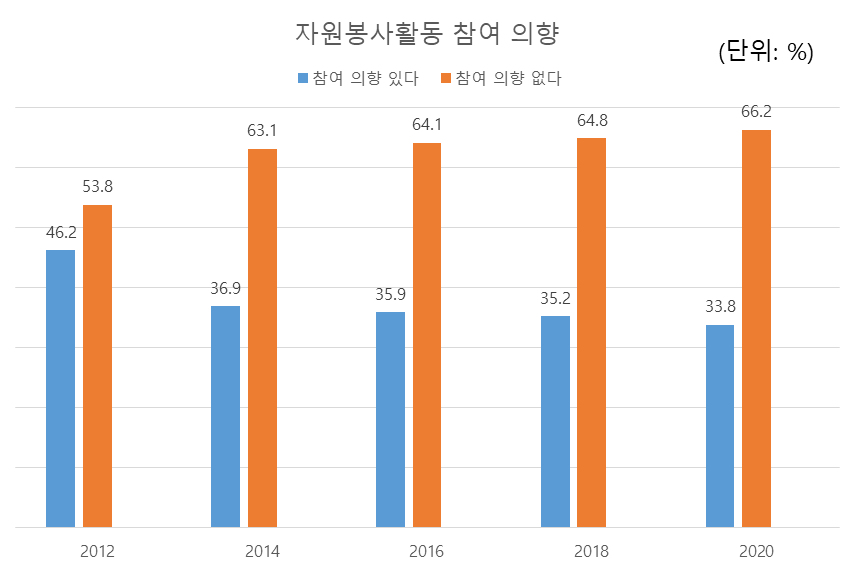 자원봉사활동 참여 의향
(단위: %)
참여 의향 있다 참여 의향 없다
46.2 53.8 36.9 63.1 35.9 64.1 35.2 64.8 33.8 66.2
2012 2014 2016 2018 2020